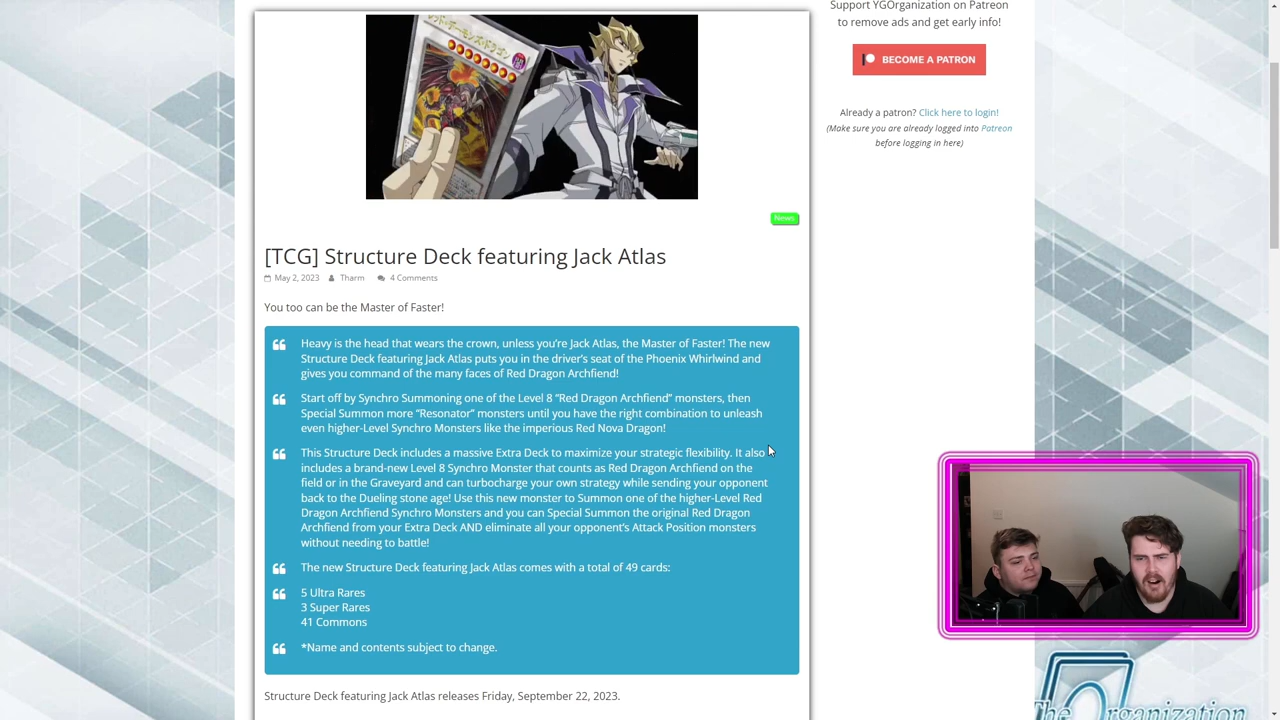 Support YGOrganization on Patreon
to remove ads and get early info!
BECOME A PATRON
Already a patron? Click here to login!
(Make sure you are already logged into Patreon
before logging in here)
News
[TCG] Structure Deck featuring Jack Atlas
May 2, 2023 Tharm 4 Comments
You too can be the Master of Faster!
Heavy is the head that wears the crown, unless you're Jack Atlas, the Master of Faster! The new
Structure Deck featuring Jack Atlas puts you in the driver's seat of the Phoenix Whirlwind and
gives you command of the many faces of Red Dragon Archfiend!
Start off by Synchro Summoning one of the Level 8 "Red Dragon Archfiend" monsters, then
Special Summon more "Resonator" monsters until you have the right combination to unleash
even higher-Level Synchro Monsters like the imperious Red Nova Dragon!
This Structure Deck includes a massive Extra Deck to maximize your strategic flexibility. It also
includes a brand-new Level 8 Synchro Monster that counts as Red Dragon Archfiend on the
field or in the Graveyard and can turbocharge your own strategy while sending your opponent
back to the Dueling stone age! Use this new monster to Summon one of the higher-Level Red
Dragon Archfiend Synchro Monsters and you can Special Summon the original Red Dragon
Archfiend from your Extra Deck AND eliminate all your opponent's Attack Position monsters
without needing to battle!
The new Structure Deck featuring Jack Atlas comes with a total of 49 cards:
5 Ultra Rares
3 Super Rares
41 Commons
*Name and contents subject to change.
Structure Deck featuring Jack Atlas releases Friday, September 22, 2023.
The Organization